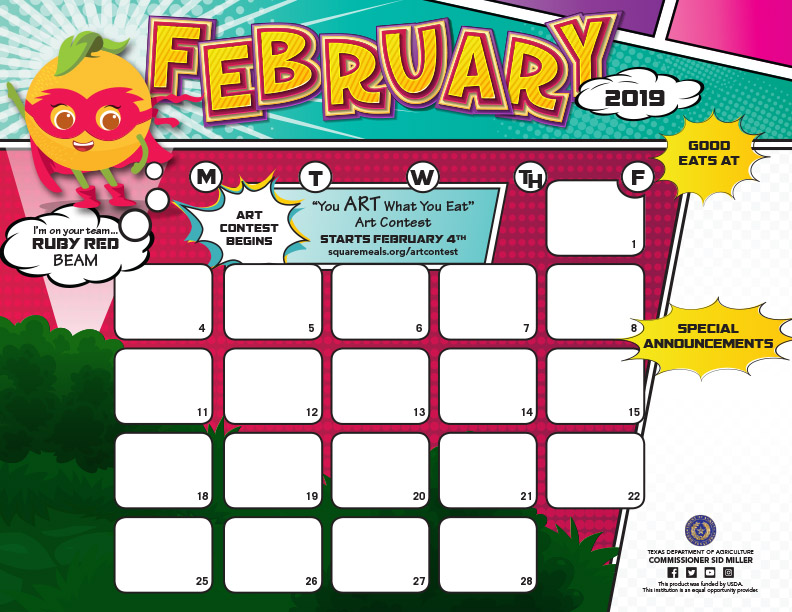 FEBRUARY
2019
GOOD
EATS AT
M T W TH F
ART
CONTEST
BEGINS
"You ART What You Eat"
Art Contest
STARTS FEBRUARY 4TH
squaremeals.org/artcontest
I'm on your team...
RUBY RED
BEAM
1
4 5 6 7 8
SPECIAL
ANNOUNCEMENTS
11 12 13 14 15
18 19 20 21 22
25 26 27 28
TEXAS DEPARTMENT OF AGRICULTURE
COMMISSIONER SID MILLER
This product was funded by USDA.
This institution is an equal opportunity provider.